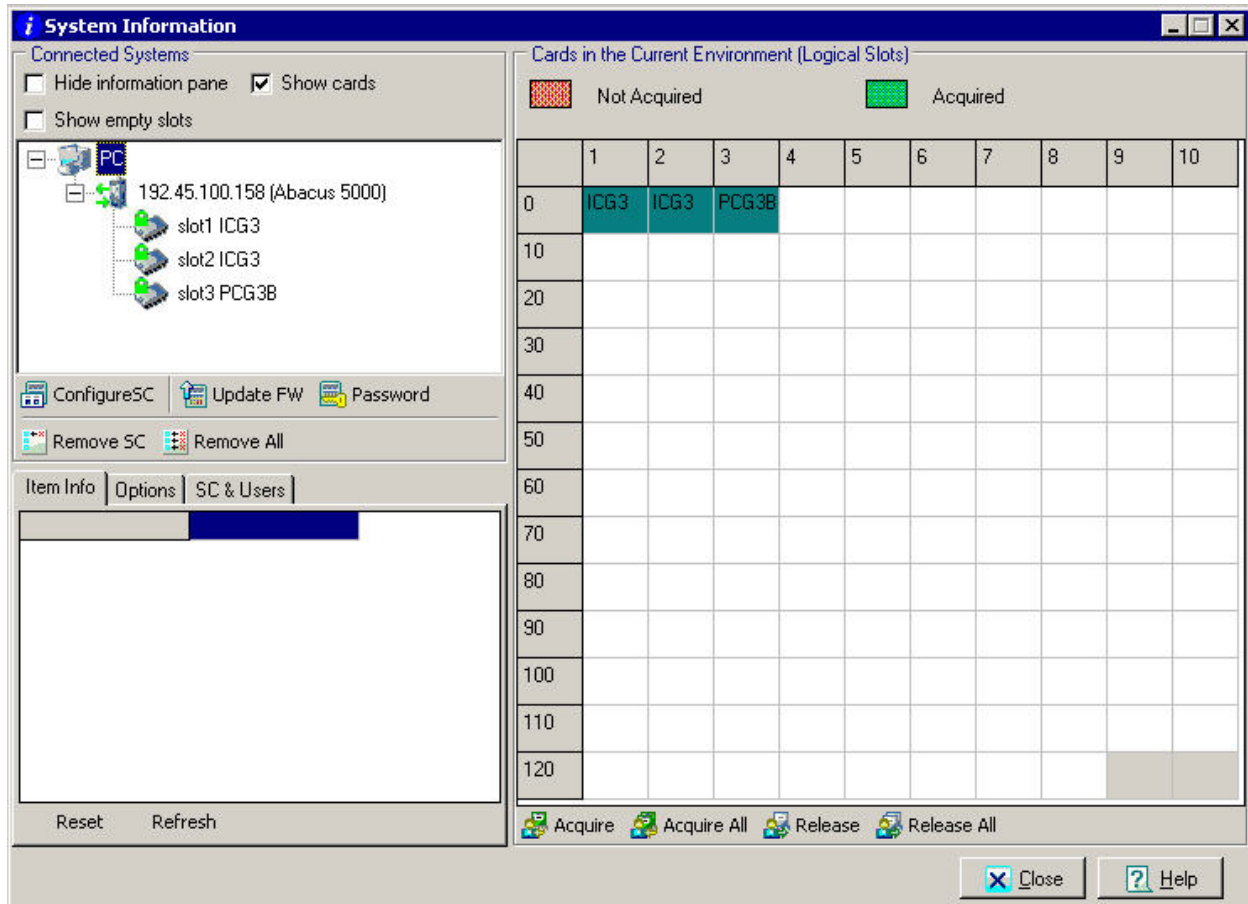 System Information
Connected Systems
Hide information pane Show cards
Show empty slots
PC
192.45.100.158 (Abacus 5000)
slot1 ICG3
slot2 ICG3
slot3 PCG3B
ConfigureSC Update FW Password
Remove SC Remove All
Item Info Options SC & Users
Reset Refresh
Cards in the Current Environment (Logical Slots)
Not Acquired Acquired
1 2 3 4 5 6 7 8 9 10
0 ICG3 ICG3 PCG3B
10
20
30
40
50
60
70
80
90
100
110
120
Acquire Acquire All Release Release All
Close Help